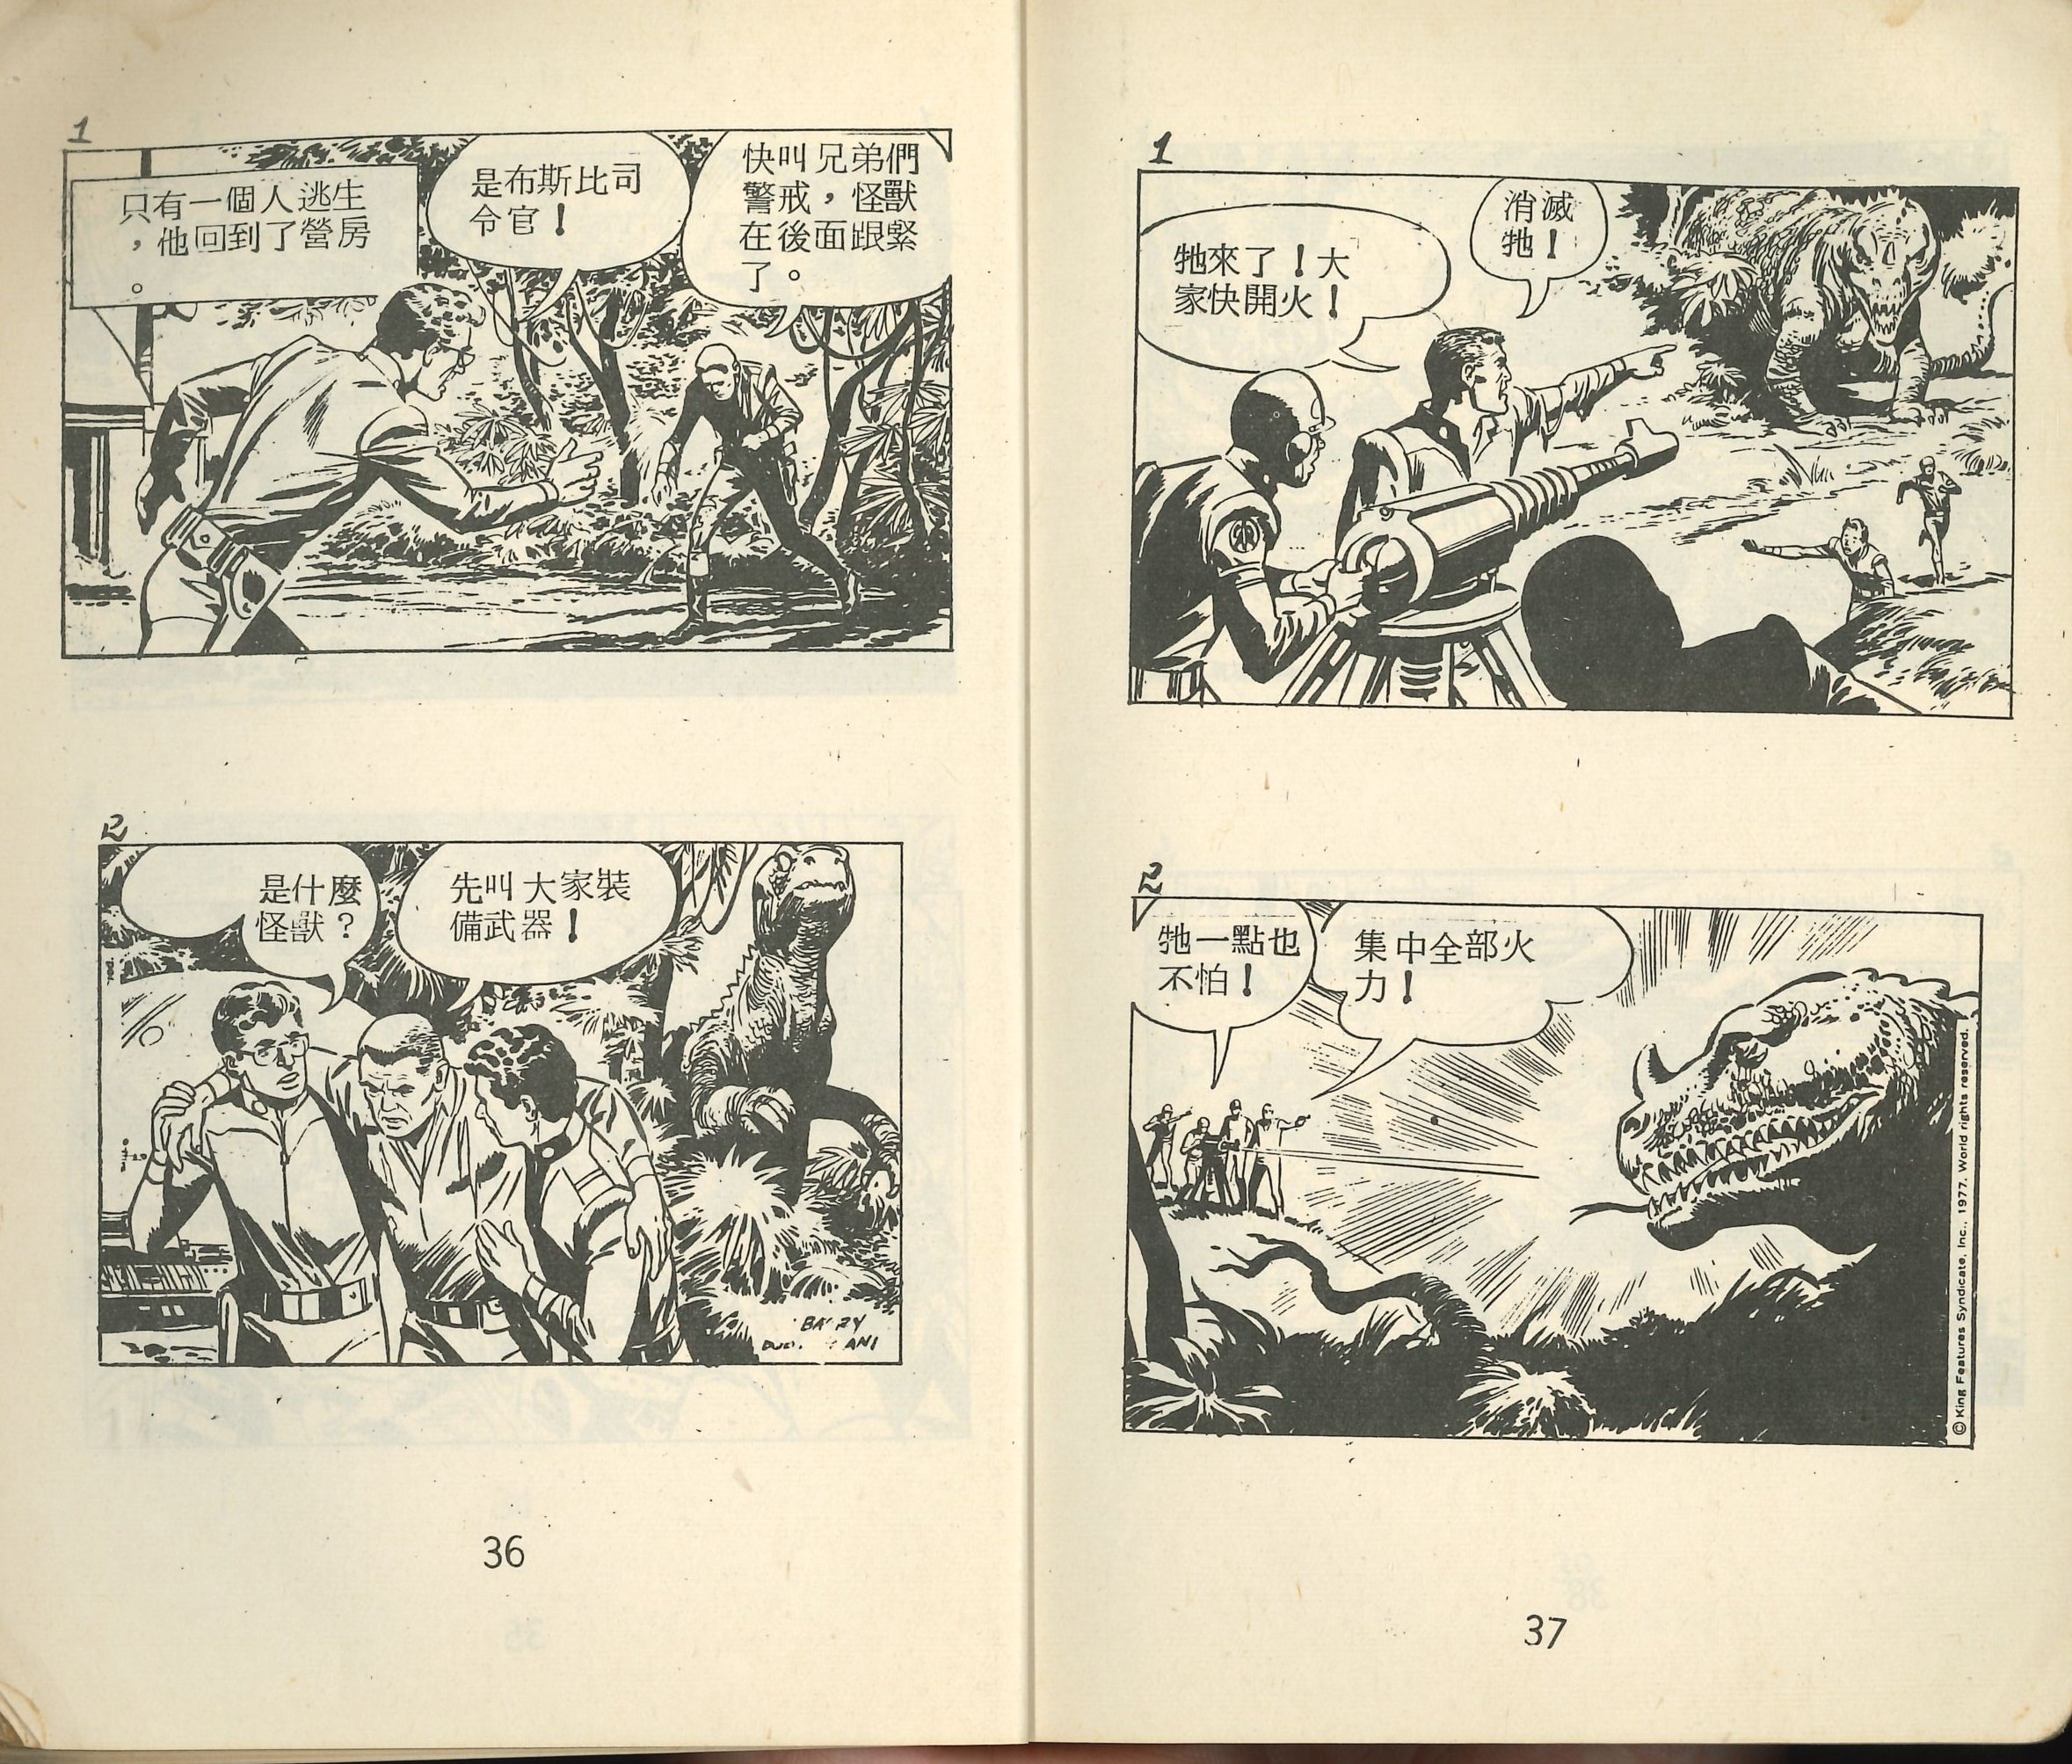 1
只有一個人逃生
，他回到了營房
。
是布斯比司
令官！
快叫兄弟們
警戒，怪獸
在後面跟緊
了。
2
是什麼
怪獸？
先叫大家裝
備武器！
36
1
牠來了！大
家快開火！
消滅
牠！
2
牠一點也
不怕！
集中全部火
力！
© King Features Syndicate, Inc., 1977. World rights reserved.
37